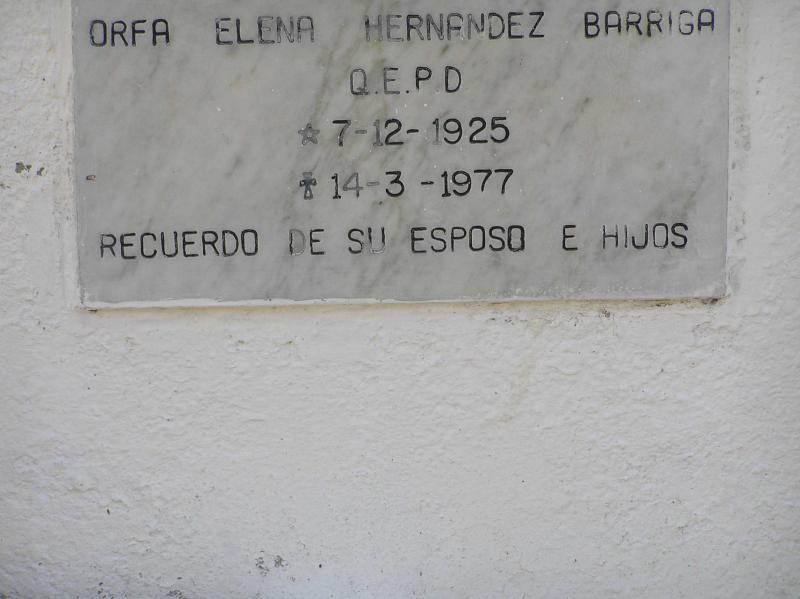 ORFA ELENA HERNANDEZ BARRIGA
Q.E.P.D
7-12-1925
14-3-1977
RECUERDO DE SU ESPOSO E HIJOS